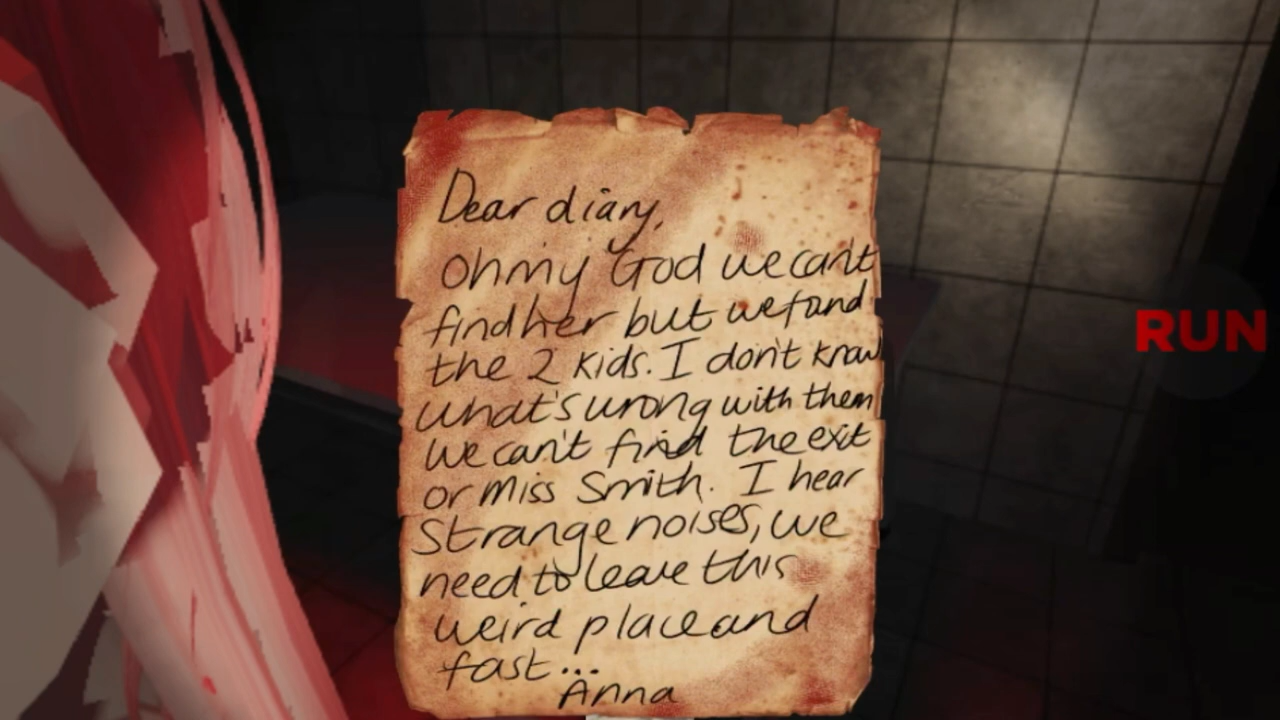 Dear diary,
Oh my God we can't
find her but we fond
the 2 kids. I don't know
what's wrong with them
We can't find the exit
or Miss Smith. I hear
Strange noises, we
need to leave this
weird place and
fast...
Anna
RUN